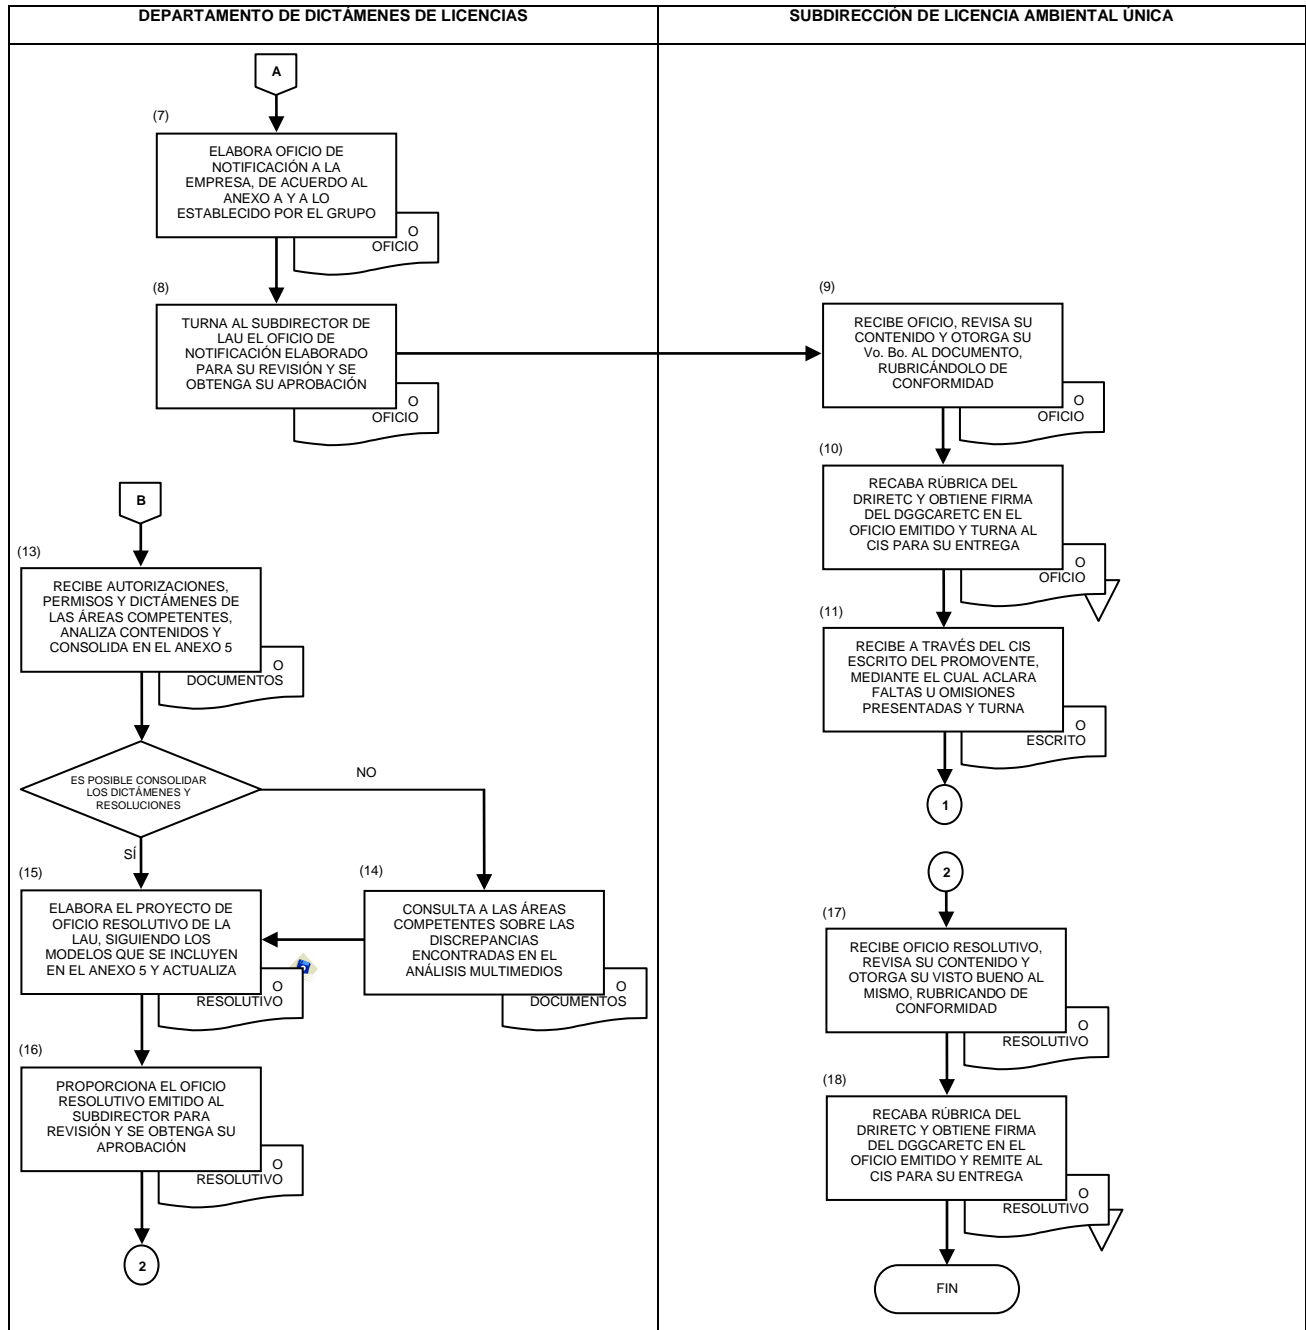 DEPARTAMENTO DE DICTÁMENES DE LICENCIAS
SUBDIRECCIÓN DE LICENCIA AMBIENTAL ÚNICA
A
(7)
ELABORA OFICIO DE
NOTIFICACIÓN A LA
EMPRESA, DE ACUERDO AL
ANEXO A Y A LO
ESTABLECIDO POR EL GRUPO
O
OFICIO
(8)
TURNA AL SUBDIRECTOR DE
LAU EL OFICIO DE
NOTIFICACIÓN ELABORADO
PARA SU REVISIÓN Y SE
OBTENGA SU APROBACIÓN
O
OFICIO
B
(13)
RECIBE AUTORIZACIONES,
PERMISOS Y DICTÁMENES DE
LAS ÁREAS COMPETENTES,
ANALIZA CONTENIDOS Y
CONSOLIDA EN EL ANEXO 5
O
DOCUMENTOS
ES POSIBLE CONSOLIDAR
LOS DICTÁMENES Y
RESOLUCIONES
NO
SÍ
(15)
ELABORA EL PROYECTO DE
OFICIO RESOLUTIVO DE LA
LAU, SIGUIENDO LOS
MODELOS QUE SE INCLUYEN
EN EL ANEXO 5 Y ACTUALIZA
O
RESOLUTIVO
(14)
CONSULTA A LAS ÁREAS
COMPETENTES SOBRE LAS
DISCREPANCIAS
ENCONTRADAS EN EL
ANÁLISIS MULTIMEDIOS
O
DOCUMENTOS
(16)
PROPORCIONA EL OFICIO
RESOLUTIVO EMITIDO AL
SUBDIRECTOR PARA
REVISIÓN Y SE OBTENGA SU
APROBACIÓN
O
RESOLUTIVO
2
(9)
RECIBE OFICIO, REVISA SU
CONTENIDO Y OTORGA SU
Vo. Bo. AL DOCUMENTO,
RUBRICÁNDOLO DE
CONFORMIDAD
O
OFICIO
(10)
RECABA RÚBRICA DEL
DRIRETC Y OBTIENE FIRMA
DEL DGGCARETC EN EL
OFICIO EMITIDO Y TURNA AL
CIS PARA SU ENTREGA
O
OFICIO
(11)
RECIBE A TRAVÉS DEL CIS
ESCRITO DEL PROMOVENTE,
MEDIANTE EL CUAL ACLARA
FALTAS U OMISIONES
PRESENTADAS Y TURNA
O
ESCRITO
1
2
(17)
RECIBE OFICIO RESOLUTIVO,
REVISA SU CONTENIDO Y
OTORGA SU VISTO BUENO AL
MISMO, RUBRICANDO DE
CONFORMIDAD
O
RESOLUTIVO
(18)
RECABA RÚBRICA DEL
DRIRETC Y OBTIENE FIRMA
DEL DGGCARETC EN EL
OFICIO EMITIDO Y REMITE AL
CIS PARA SU ENTREGA
O
RESOLUTIVO
FIN